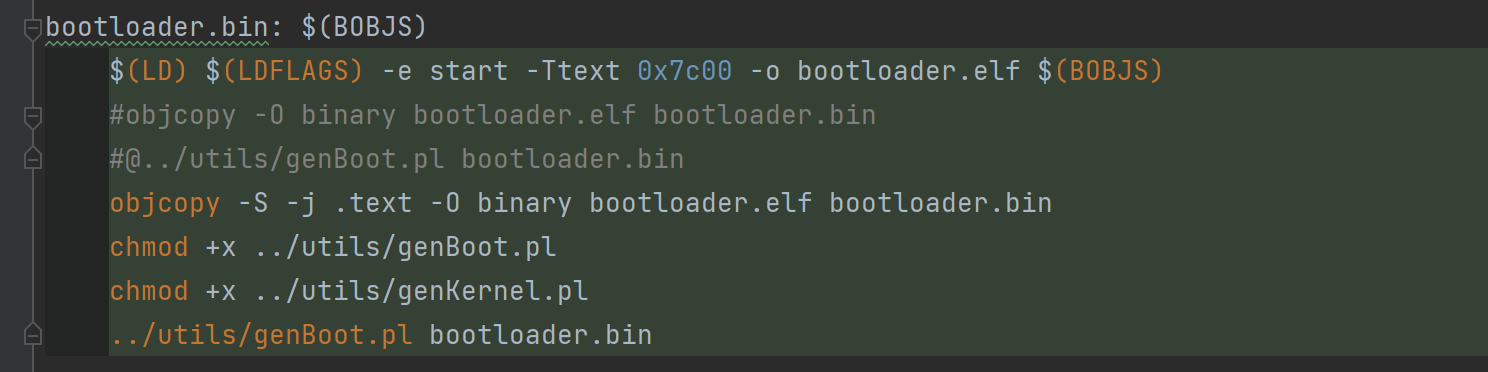 bootloader.bin: $(BOBJS)
$(LD) $(LDFLAGS) -e start -Ttext 0x7c00 -o bootloader.elf $(BOBJS)
#objcopy -O binary bootloader.elf bootloader.bin
#@../utils/genBoot.pl bootloader.bin
objcopy -S -j .text -O binary bootloader.elf bootloader.bin
chmod +x ../utils/genBoot.pl
chmod +x ../utils/genKernel.pl
../utils/genBoot.pl bootloader.bin